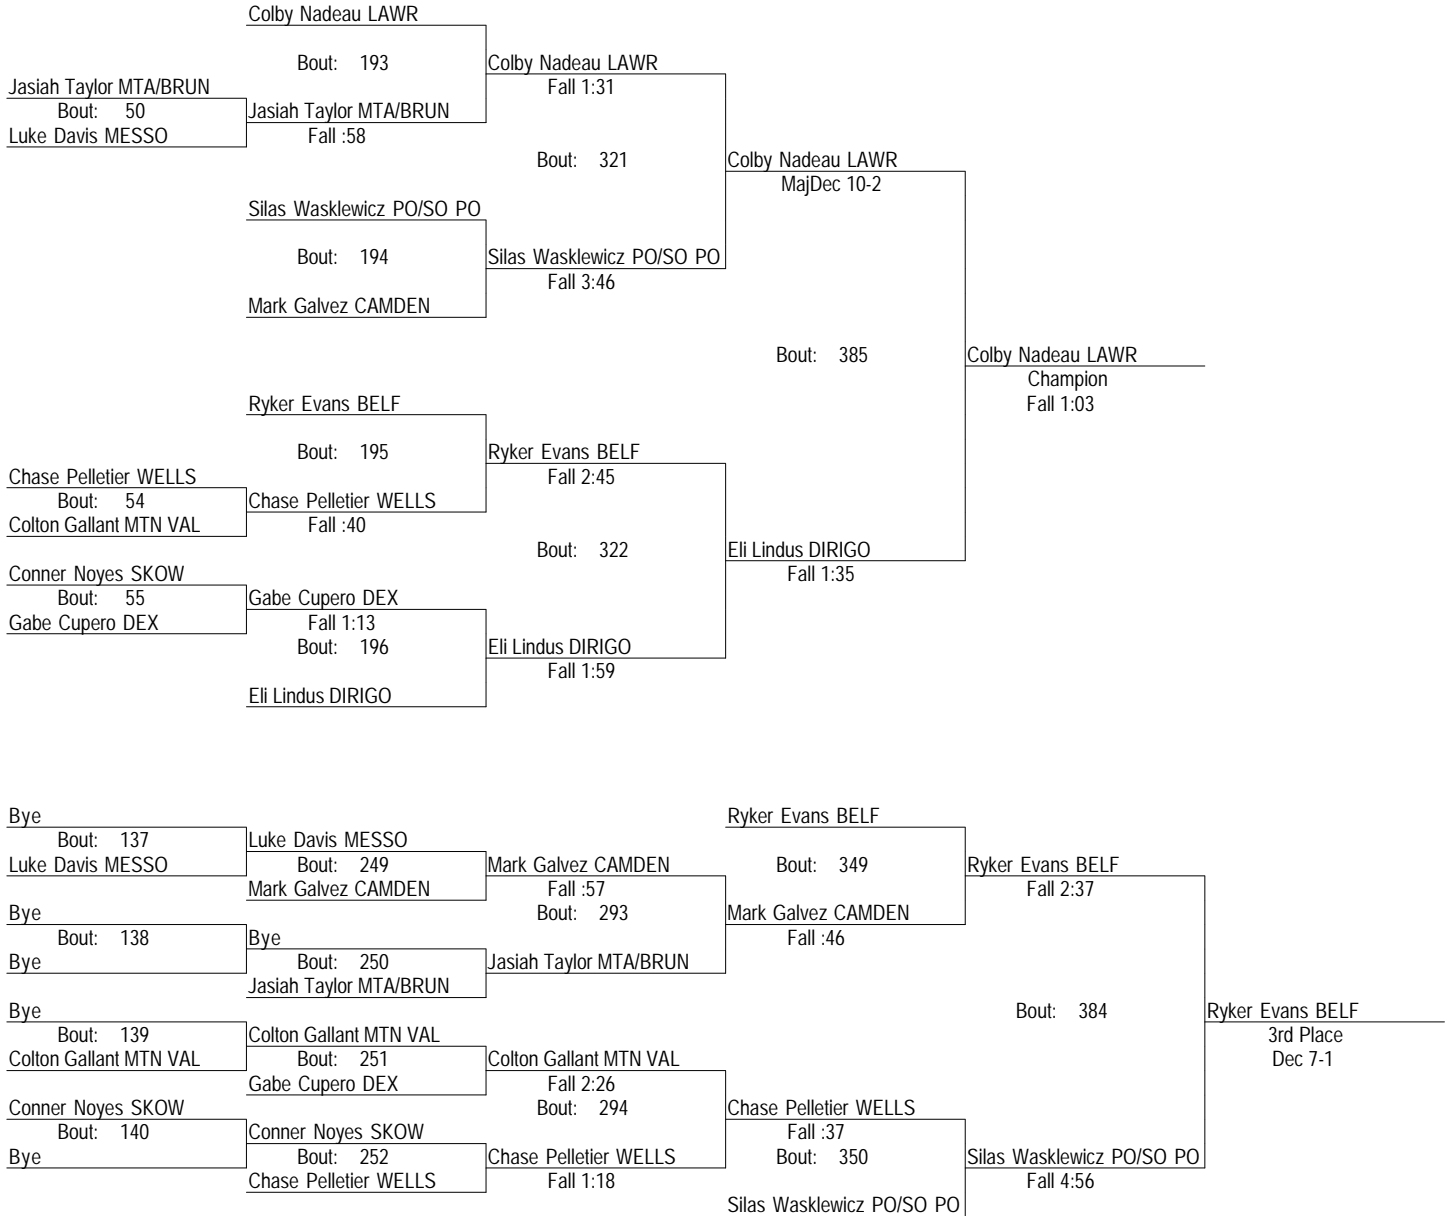 Colby Nadeau LAWR
Bout: 193
Colby Nadeau LAWR
Jasiah Taylor MTA/BRUN
Fall 1:31
Bout: 50
Jasiah Taylor MTA/BRUN
Luke Davis MESSO
Fall :58
Bout: 321
Colby Nadeau LAWR
MajDec 10-2
Silas Wasklewicz PO/SO PO
Bout: 194
Silas Wasklewicz PO/SO PO
Fall 3:46
Mark Galvez CAMDEN
Bout: 385
Colby Nadeau LAWR
Champion
Fall 1:03
Ryker Evans BELF
Bout: 195
Ryker Evans BELF
Chase Pelletier WELLS
Fall 2:45
Bout: 54
Chase Pelletier WELLS
Colton Gallant MTN VAL
Fall :40
Bout: 322
Eli Lindus DIRIGO
Fall 1:35
Conner Noyes SKOW
Bout: 55
Gabe Cupero DEX
Gabe Cupero DEX
Fall 1:13
Bout: 196
Eli Lindus DIRIGO
Fall 1:59
Eli Lindus DIRIGO
Bye
Ryker Evans BELF
Bout: 137
Luke Davis MESSO
Luke Davis MESSO
Bout: 249
Mark Galvez CAMDEN
Bout: 349
Ryker Evans BELF
Mark Galvez CAMDEN
Fall :57
Fall 2:37
Bye
Bout: 293
Mark Galvez CAMDEN
Bout: 138
Bye
Fall :46
Bye
Bout: 250
Jasiah Taylor MTA/BRUN
Jasiah Taylor MTA/BRUN
Bye
Bout: 384
Ryker Evans BELF
Bout: 139
Colton Gallant MTN VAL
3rd Place
Colton Gallant MTN VAL
Bout: 251
Colton Gallant MTN VAL
Dec 7-1
Gabe Cupero DEX
Fall 2:26
Conner Noyes SKOW
Bout: 294
Chase Pelletier WELLS
Bout: 140
Conner Noyes SKOW
Fall :37
Bye
Bout: 252
Chase Pelletier WELLS
Bout: 350
Silas Wasklewicz PO/SO PO
Chase Pelletier WELLS
Fall 1:18
Fall 4:56
Silas Wasklewicz PO/SO PO